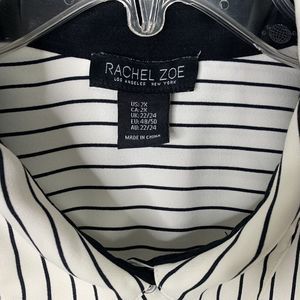 RACHEL ZOE
LOS ANGELES NEW YORK
US: 2X
CA: 2X
UK: 22/24
EU: 48/50
AU: 22/24
MADE IN CHINA